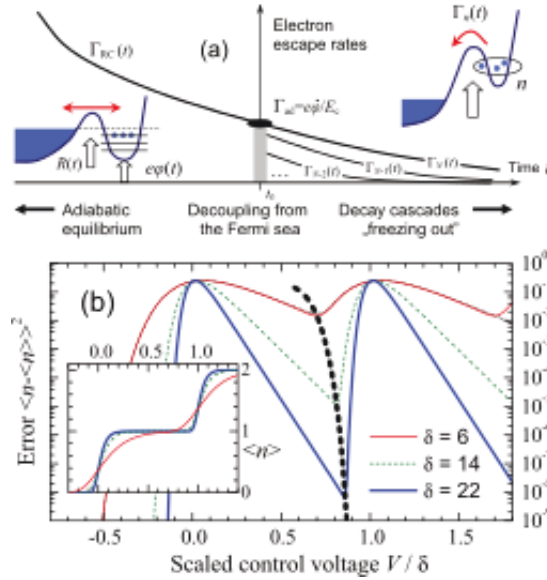 Electron
escape rates
(a)
Γ_RC(t)
Γ_n(t)
n
Γ_ad=eφ̇/E_c
R(t)
eφ(t)
Γ_N(t)
Γ_N-1(t)
Γ_N-2(t)
...
Time
t₀
Adiabatic
equilibrium
Decoupling from
the Fermi sea
Decay cascades
„freezing out”
(b)
Error <n-<n>>²
0.0 0.5 1.0
2
1
0
<n>
δ = 6
δ = 14
δ = 22
-0.5 0.0 0.5 1.0 1.5
Scaled control voltage V / δ